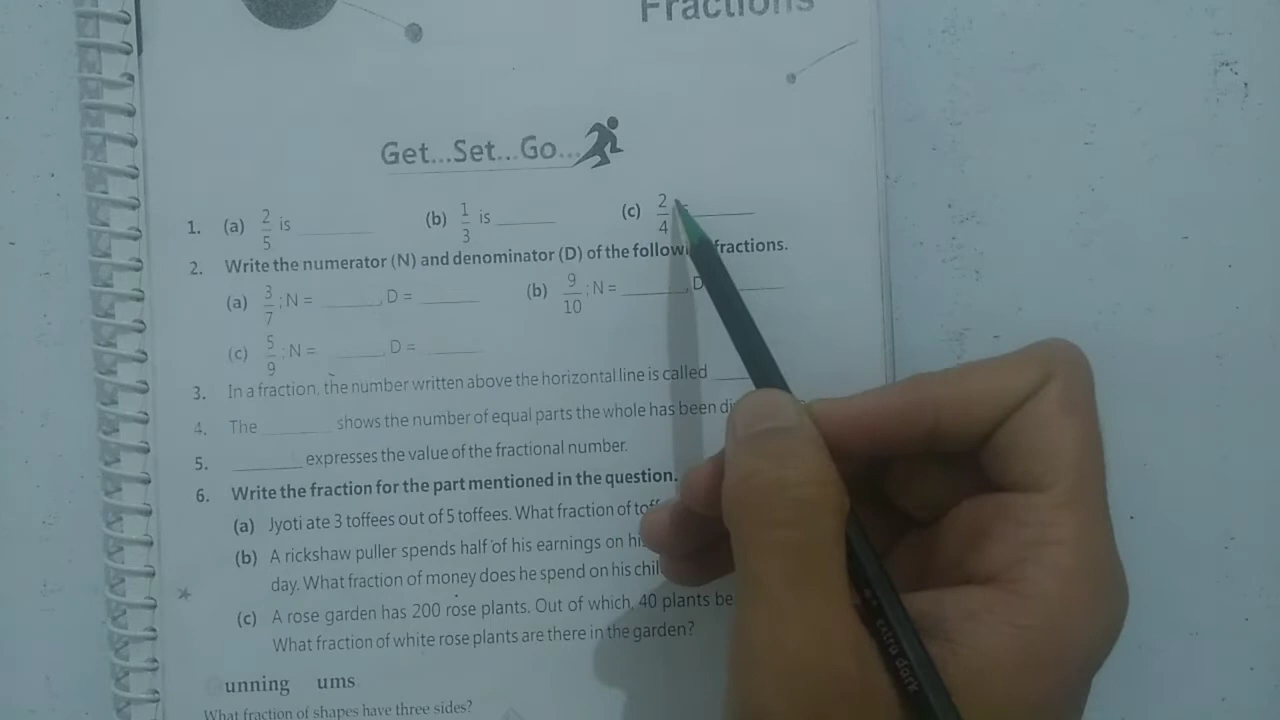 Fractions
Get...Set...Go...
1. (a) 2/5 is ______ (b) 1/3 is ______ (c) 2/4 ______
2. Write the numerator (N) and denominator (D) of the following fractions.
(a) 3/7 ; N = ______, D = ______ (b) 9/10 ; N = ______, D ______
(c) 5/9 ; N = ______, D = ______
3. In a fraction, the number written above the horizontal line is called ____
4. The ______ shows the number of equal parts the whole has been
5. ______ expresses the value of the fractional number.
6. Write the fraction for the part mentioned in the question.
(a) Jyoti ate 3 toffees out of 5 toffees. What fraction of
(b) A rickshaw puller spends half of his earnings on
day. What fraction of money does he spend on his
(c) A rose garden has 200 rose plants. Out of which, 40 plants
What fraction of white rose plants are there in the garden?
unning ums
What fraction of shapes have three sides?
extra dark